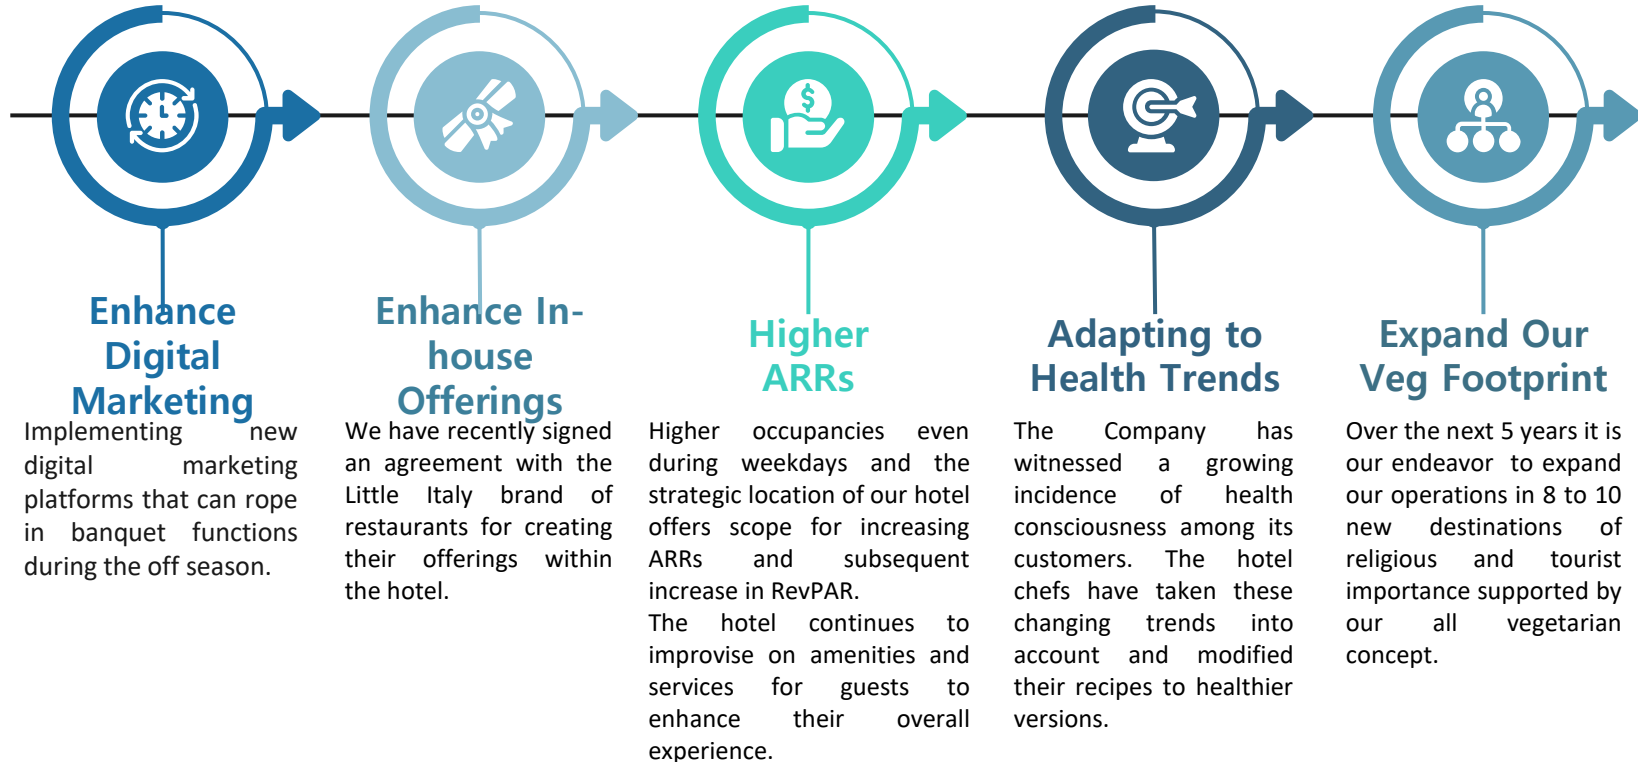 Enhance
Digital
Marketing
Implementing new
digital marketing
platforms that can rope
in banquet functions
during the off season.
Enhance In-
house
Offerings
We have recently signed
an agreement with the
Little Italy brand of
restaurants for creating
their offerings within
the hotel.
$
Higher
ARRs
Higher occupancies even
during weekdays and the
strategic location of our hotel
offers scope for increasing
ARRs and subsequent
increase in RevPAR.
The hotel continues to
improvise on amenities and
services for guests to
enhance their overall
experience.
Adapting to
Health Trends
The Company has
witnessed a growing
incidence of health
consciousness among its
customers. The hotel
chefs have taken these
changing trends into
account and modified
their recipes to healthier
versions.
Expand Our
Veg Footprint
Over the next 5 years it is
our endeavor to expand
our operations in 8 to 10
new destinations of
religious and tourist
importance supported by
our all vegetarian
concept.